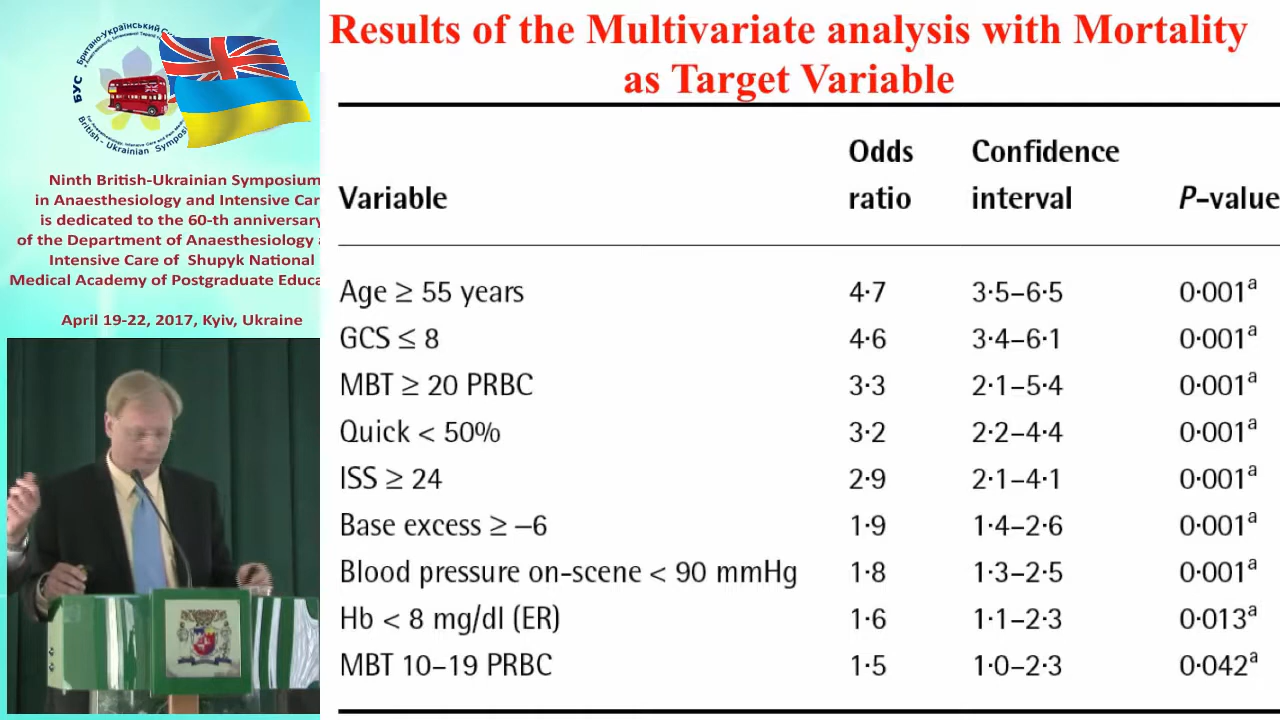 Results of the Multivariate analysis with Mortality
as Target Variable
Британо-Український Си
БУС
British - Ukrainian Symposi
Ninth British-Ukrainian Symposium
in Anaesthesiology and Intensive Car
is dedicated to the 60-th anniversary
of the Department of Anaesthesiology
Intensive Care of Shupyk National
Medical Academy of Postgraduate Educa
April 19-22, 2017, Kyiv, Ukraine
Variable Odds ratio Confidence interval P-value
Age ≥ 55 years 4·7 3·5–6·5 0·001ᵃ
GCS ≤ 8 4·6 3·4–6·1 0·001ᵃ
MBT ≥ 20 PRBC 3·3 2·1–5·4 0·001ᵃ
Quick < 50% 3·2 2·2–4·4 0·001ᵃ
ISS ≥ 24 2·9 2·1–4·1 0·001ᵃ
Base excess ≥ –6 1·9 1·4–2·6 0·001ᵃ
Blood pressure on-scene < 90 mmHg 1·8 1·3–2·5 0·001ᵃ
Hb < 8 mg/dl (ER) 1·6 1·1–2·3 0·013ᵃ
MBT 10–19 PRBC 1·5 1·0–2·3 0·042ᵃ